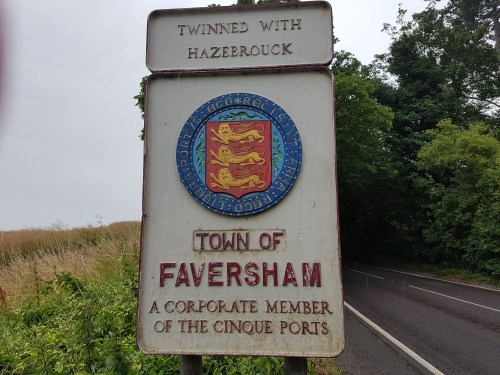 TWINNED WITH
HAZEBROUCK
TOWN OF
FAVERSHAM
A CORPORATE MEMBER
OF THE CINQUE PORTS